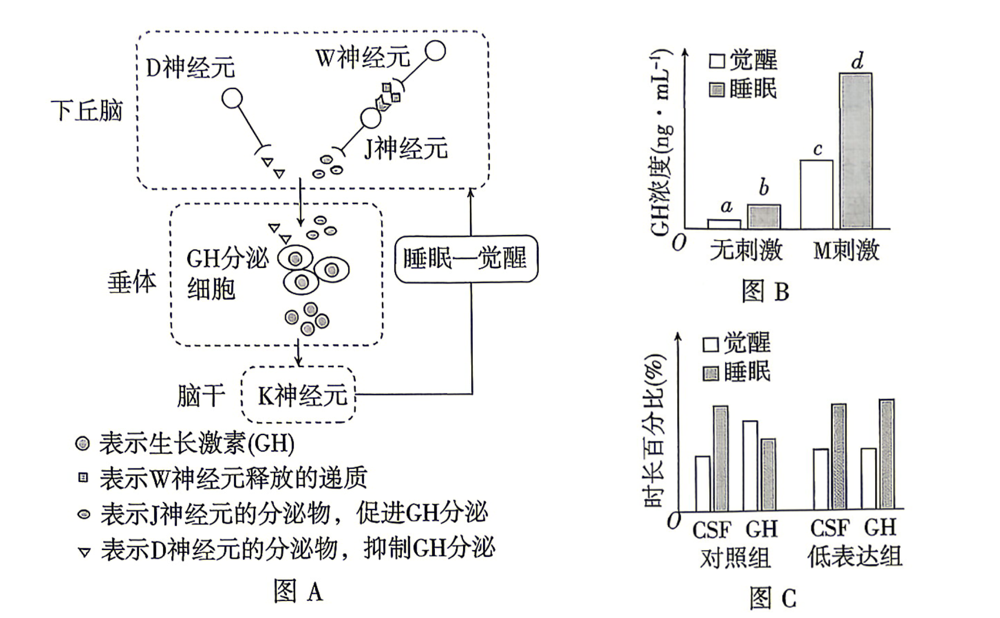 D神经元
W神经元
下丘脑
J神经元
GH分泌
细胞
垂体
睡眠—觉醒
脑干
K神经元
表示生长激素(GH)
表示W神经元释放的递质
表示J神经元的分泌物，促进GH分泌
表示D神经元的分泌物，抑制GH分泌
图 A
GH浓度(ng·mL⁻¹)
觉醒
睡眠
a
b
c
d
O
无刺激
M刺激
图 B
时长百分比(%)
觉醒
睡眠
O
CSF GH
CSF GH
对照组
低表达组
图 C